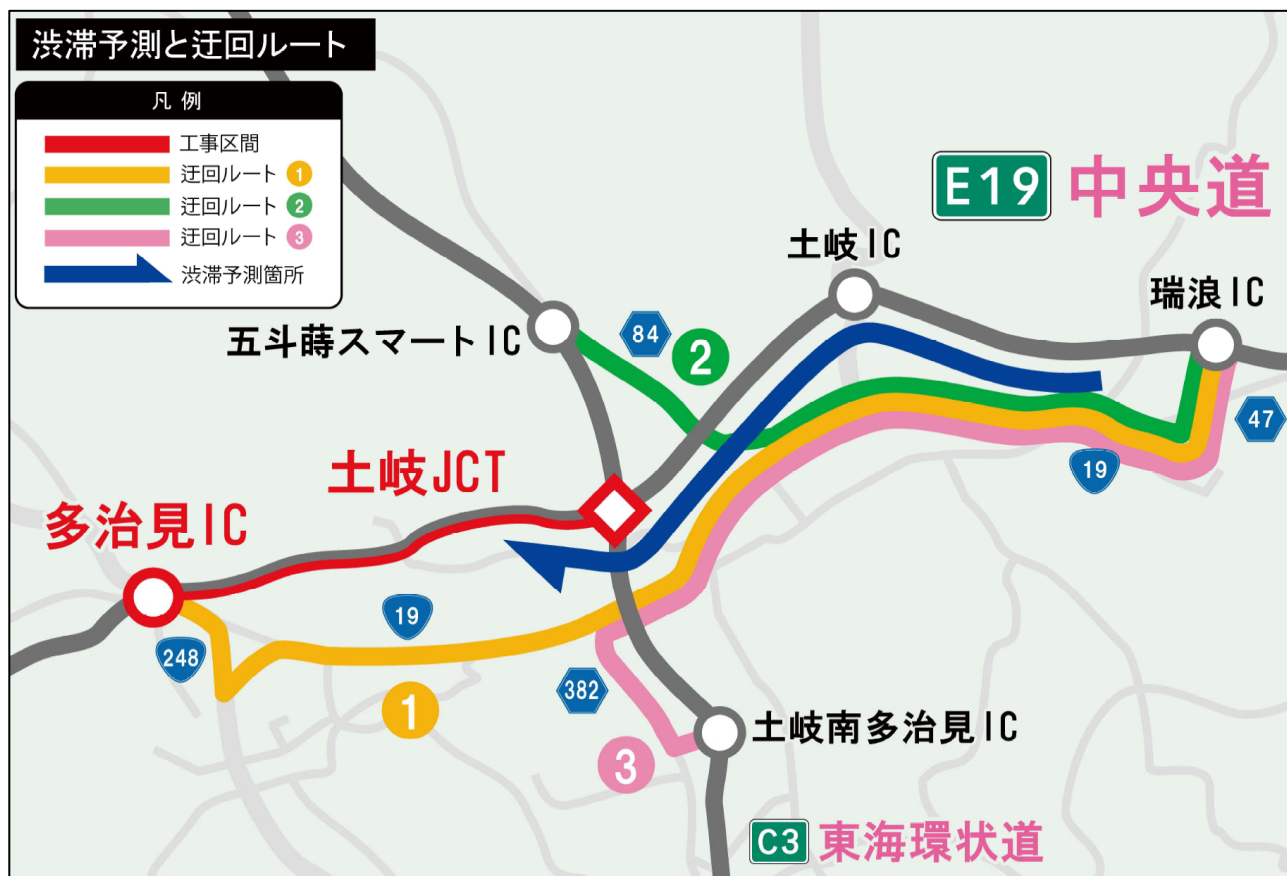 渋滞予測と迂回ルート
凡例
工事区間
迂回ルート 1
迂回ルート 2
迂回ルート 3
渋滞予測箇所
E19 中央道
土岐IC
瑞浪IC
五斗蒔スマートIC
84
2
47
19
土岐JCT
多治見IC
19
248
382
1
3
土岐南多治見IC
C3 東海環状道